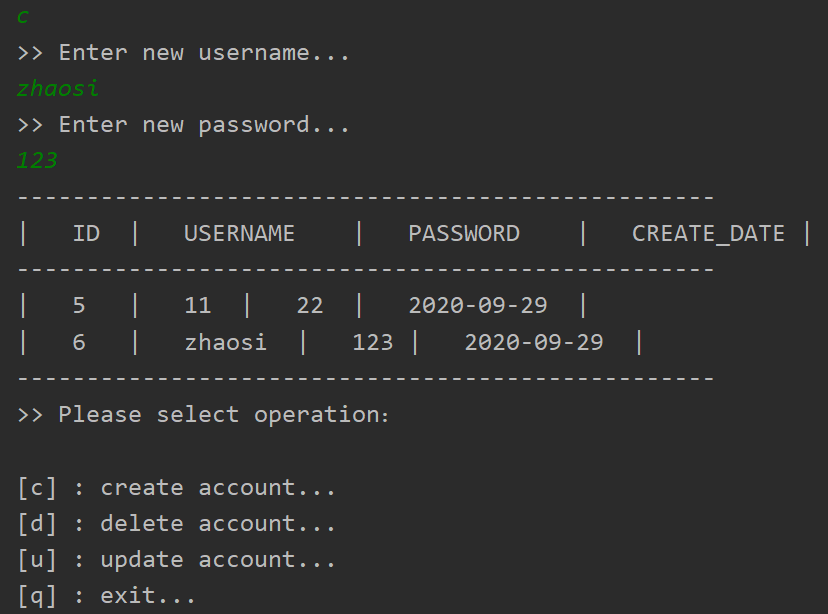 c
>> Enter new username...
zhaosi
>> Enter new password...
123
--------------------------------------------------
|   ID  |   USERNAME    |   PASSWORD    |   CREATE_DATE |
--------------------------------------------------
|   5   |   11  |   22  |   2020-09-29  |
|   6   |   zhaosi  |   123 |   2020-09-29  |
--------------------------------------------------
>> Please select operation：
[c] : create account...
[d] : delete account...
[u] : update account...
[q] : exit...